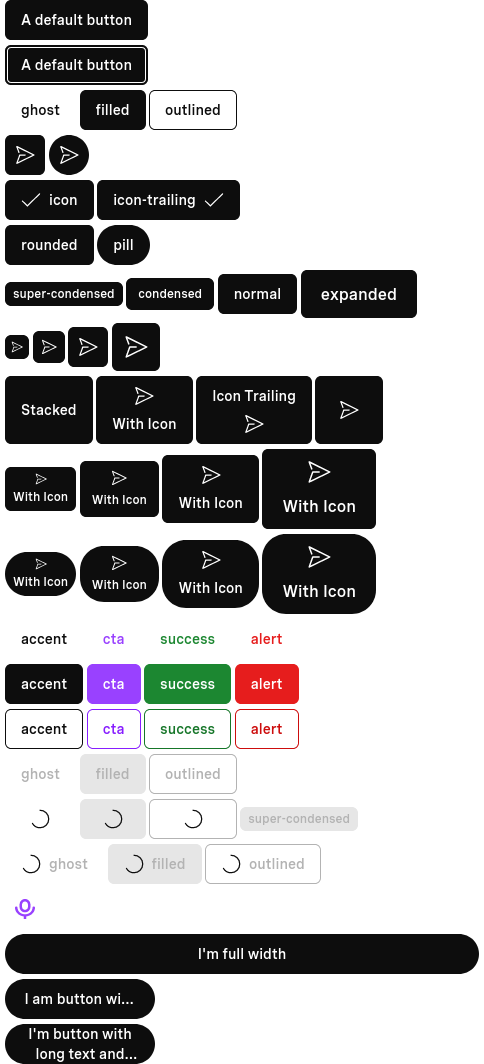 A default button
A default button
ghost filled outlined
icon icon-trailing
rounded pill
super-condensed condensed normal expanded
Stacked With Icon Icon Trailing
With Icon With Icon With Icon With Icon
With Icon With Icon With Icon With Icon
accent cta success alert
accent cta success alert
accent cta success alert
ghost filled outlined
super-condensed
ghost filled outlined
I'm full width
I am button wi...
I'm button with
long text and...